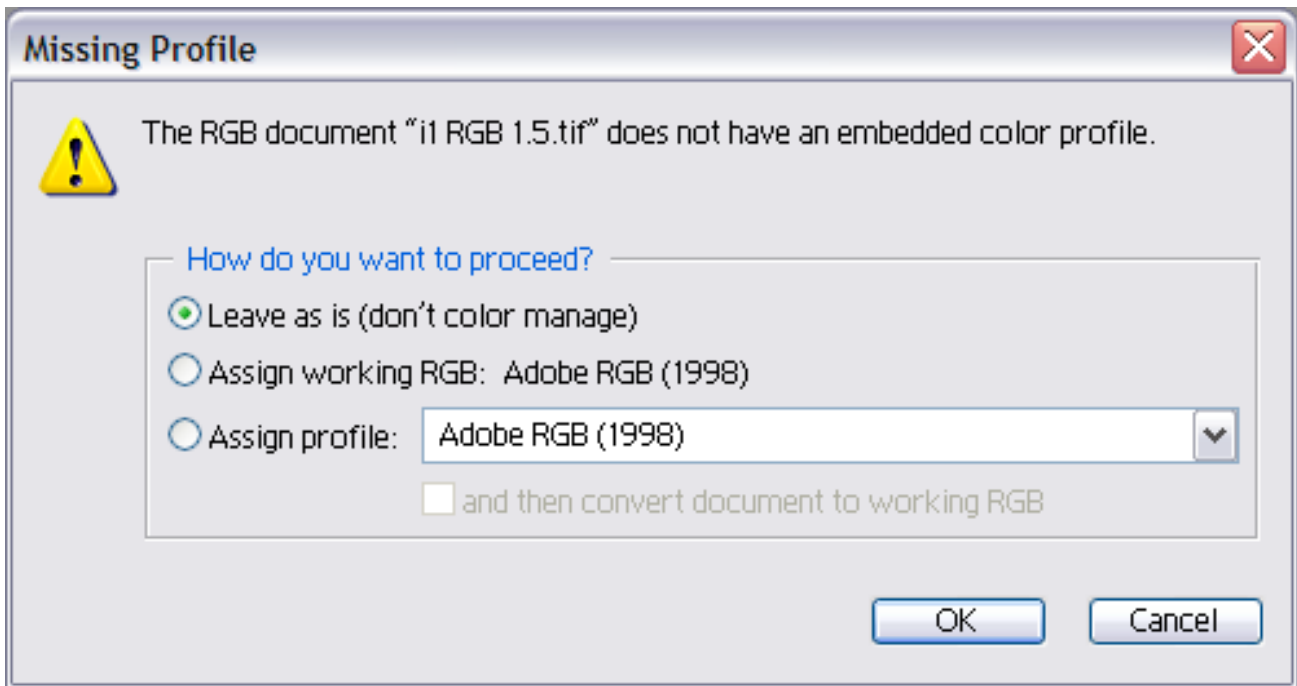 Missing Profile
The RGB document “i1 RGB 1.5.tif” does not have an embedded color profile.
How do you want to proceed?
Leave as is (don’t color manage)
Assign working RGB:  Adobe RGB (1998)
Assign profile: Adobe RGB (1998)
and then convert document to working RGB
OK Cancel